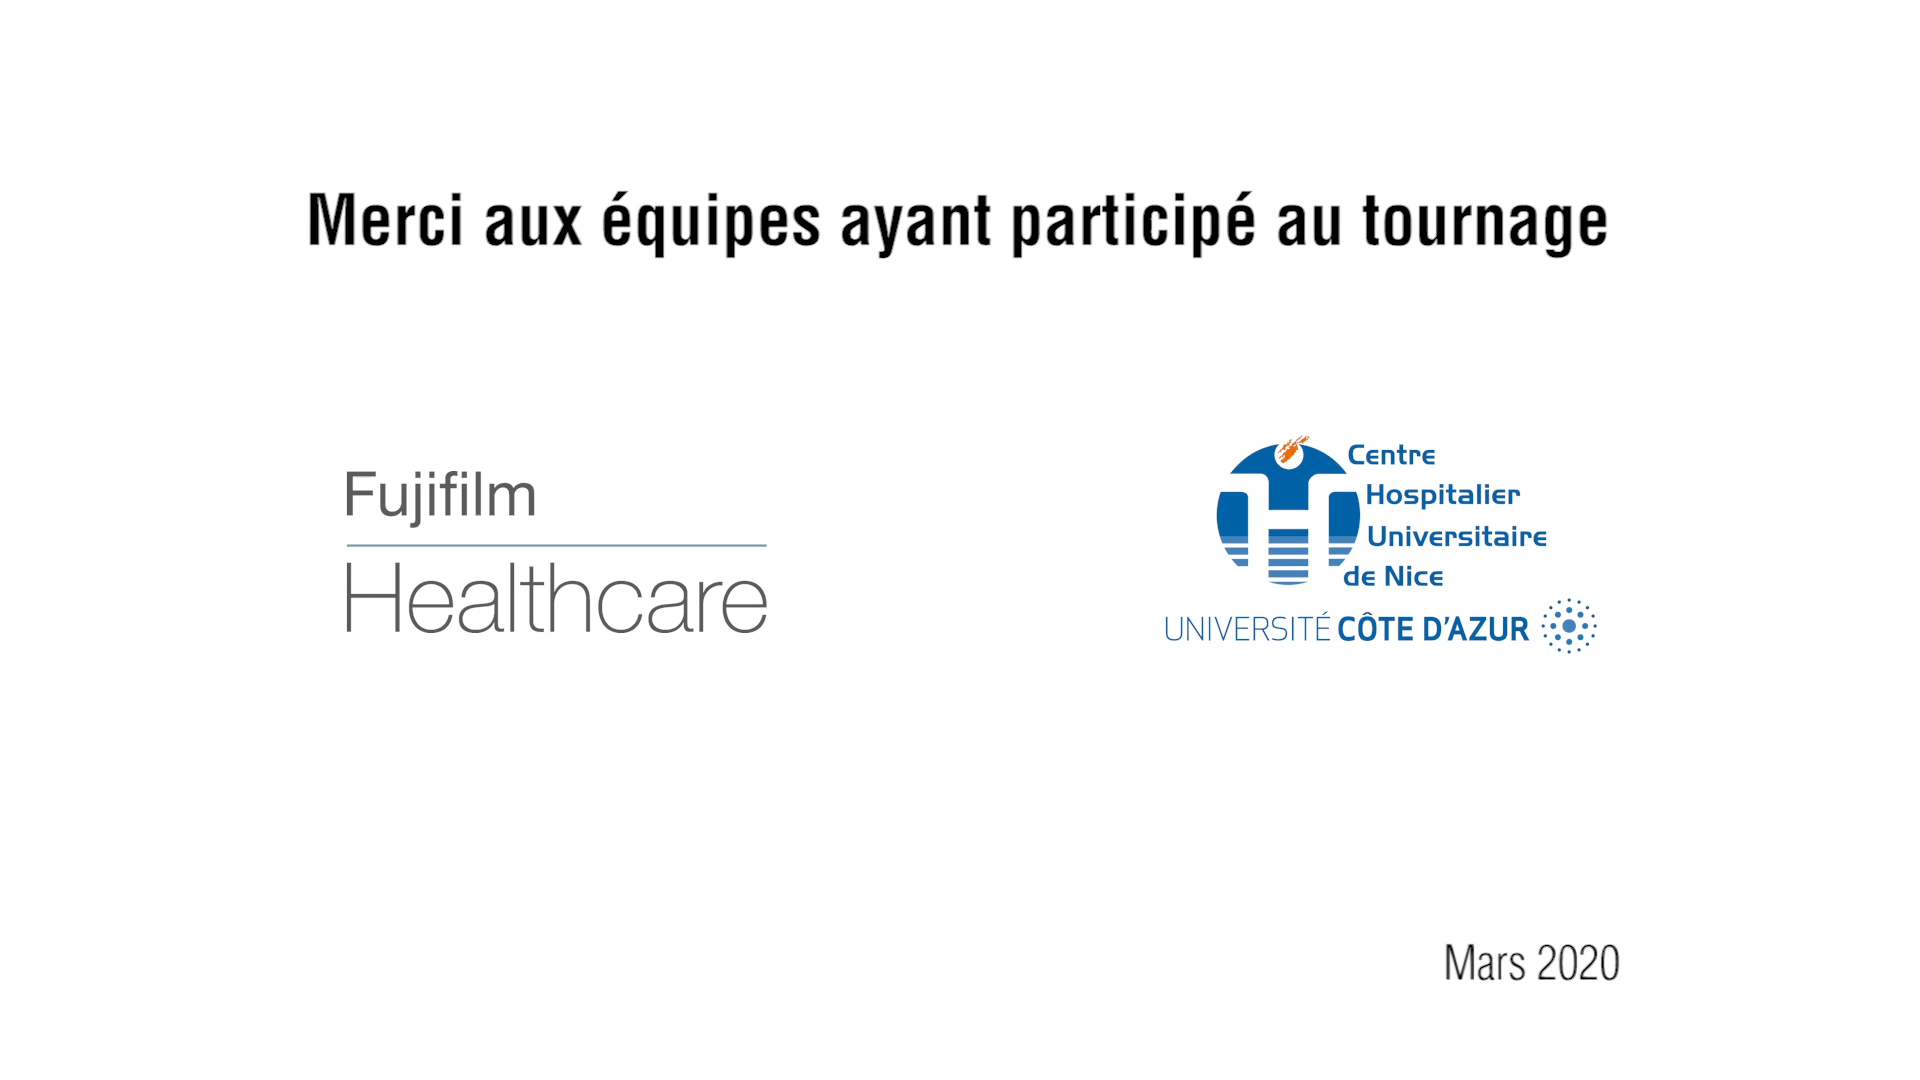 Merci aux équipes ayant participé au tournage
Fujifilm
Healthcare
Centre
Hospitalier
Universitaire
de Nice
UNIVERSITÉ CÔTE D'AZUR
Mars 2020